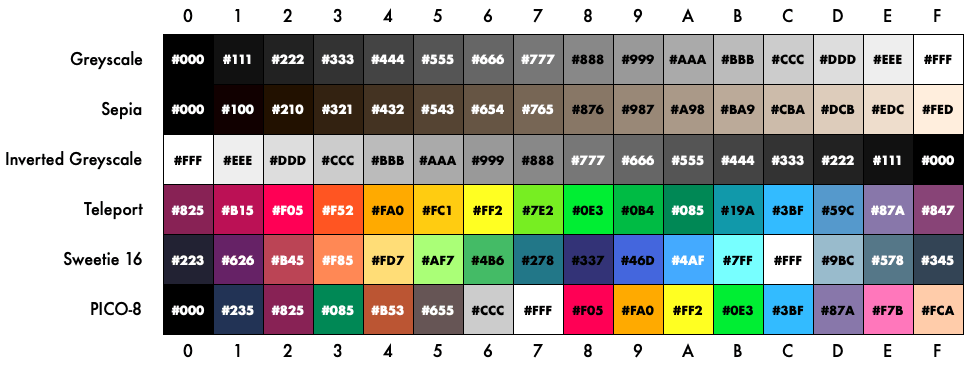 0 1 2 3 4 5 6 7 8 9 A B C D E F
Greyscale #000 #111 #222 #333 #444 #555 #666 #777 #888 #999 #AAA #BBB #CCC #DDD #EEE #FFF
Sepia #000 #100 #210 #321 #432 #543 #654 #765 #876 #987 #A98 #BA9 #CBA #DCB #EDC #FED
Inverted Greyscale #FFF #EEE #DDD #CCC #BBB #AAA #999 #888 #777 #666 #555 #444 #333 #222 #111 #000
Teleport #825 #B15 #F05 #F52 #FA0 #FC1 #FF2 #7E2 #0E3 #0B4 #085 #19A #3BF #59C #87A #847
Sweetie 16 #223 #626 #B45 #F85 #FD7 #AF7 #4B6 #278 #337 #46D #4AF #7FF #FFF #9BC #578 #345
PICO-8 #000 #235 #825 #085 #B53 #655 #CCC #FFF #F05 #FA0 #FF2 #0E3 #3BF #87A #F7B #FCA
0 1 2 3 4 5 6 7 8 9 A B C D E F